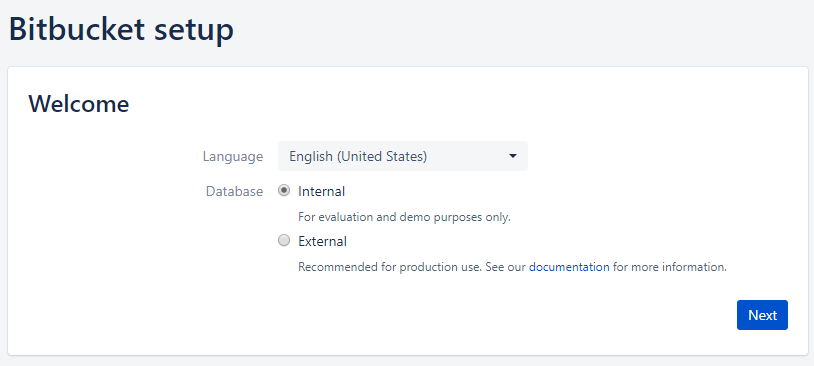 Bitbucket setup
Welcome
Language English (United States)
Database Internal
For evaluation and demo purposes only.
External
Recommended for production use. See our documentation for more information.
Next